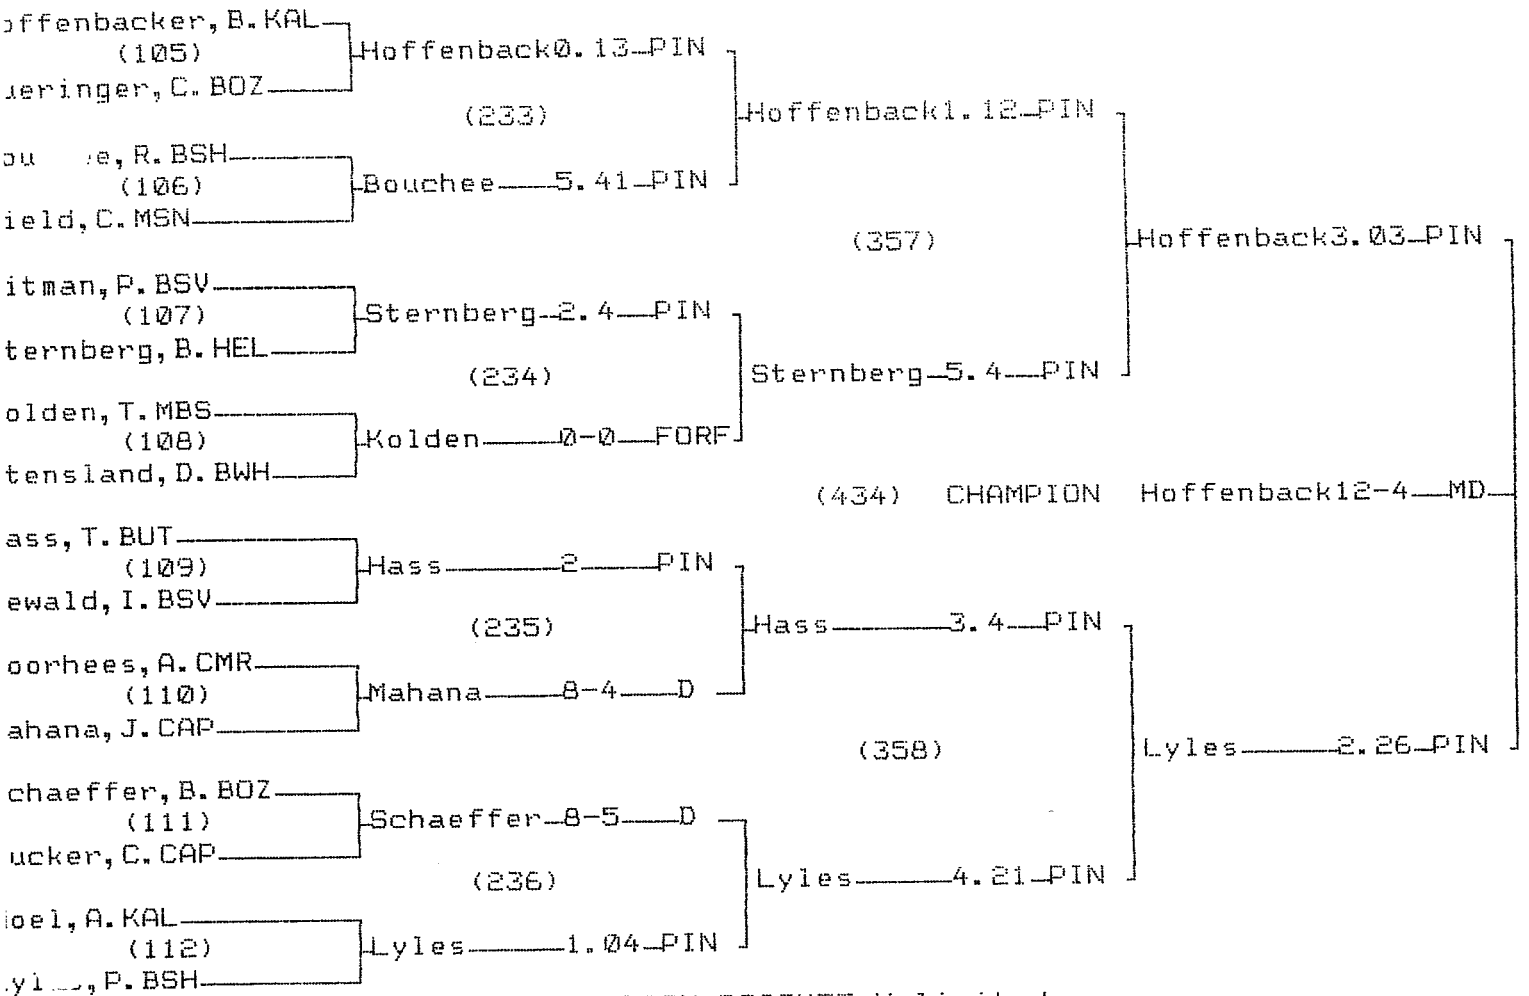 offenbacker, B. KAL
(105)
Hoffenback0.13 PIN
ueringer, C. BOZ
(233)
Hoffenback1.12 PIN
ou e, R. BSH
(106)
Bouchee 5.41 PIN
ield, C. MSN
(357)
Hoffenback3.03 PIN
itman, P. BSV
(107)
Sternberg 2.4 PIN
ternberg, B. HEL
(234)
Sternberg 5.4 PIN
olden, T. MBS
(108)
Kolden 0-0 FORF
tensland, D. BWH
(434) CHAMPION Hoffenback12-4 MD
ass, T. BUT
(109)
Hass 2 PIN
ewald, I. BSV
(235)
Hass 3.4 PIN
oorhees, A. CMR
(110)
Mahana 8-4 D
ahana, J. CAP
(358)
Lyles 2.26 PIN
chaeffer, B. BOZ
(111)
Schaeffer 8-5 D
ucker, C. CAP
(236)
Lyles 4.21 PIN
oel, A. KAL
(112)
Lyles 1.04 PIN
P. BSH